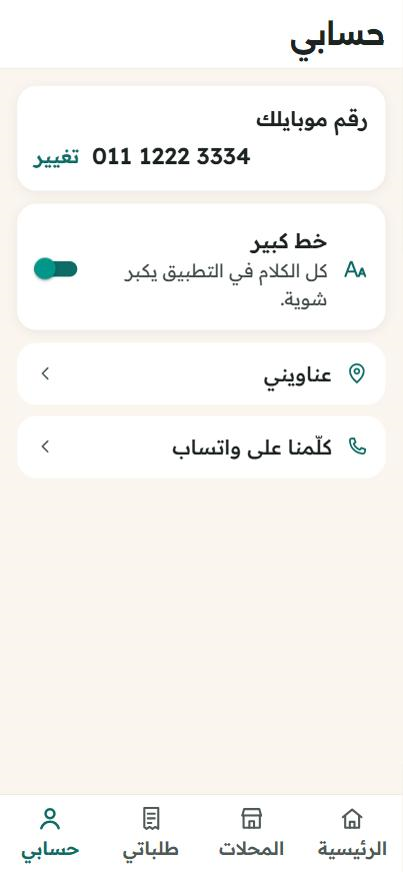 حسابي
رقم موبايلك
011 1222 3334 تغيير
خط كبير
كل الكلام في التطبيق يكبر
شوية.
عناويني
كلّمنا على واتساب
الرئيسية المحلات طلباتي حسابي